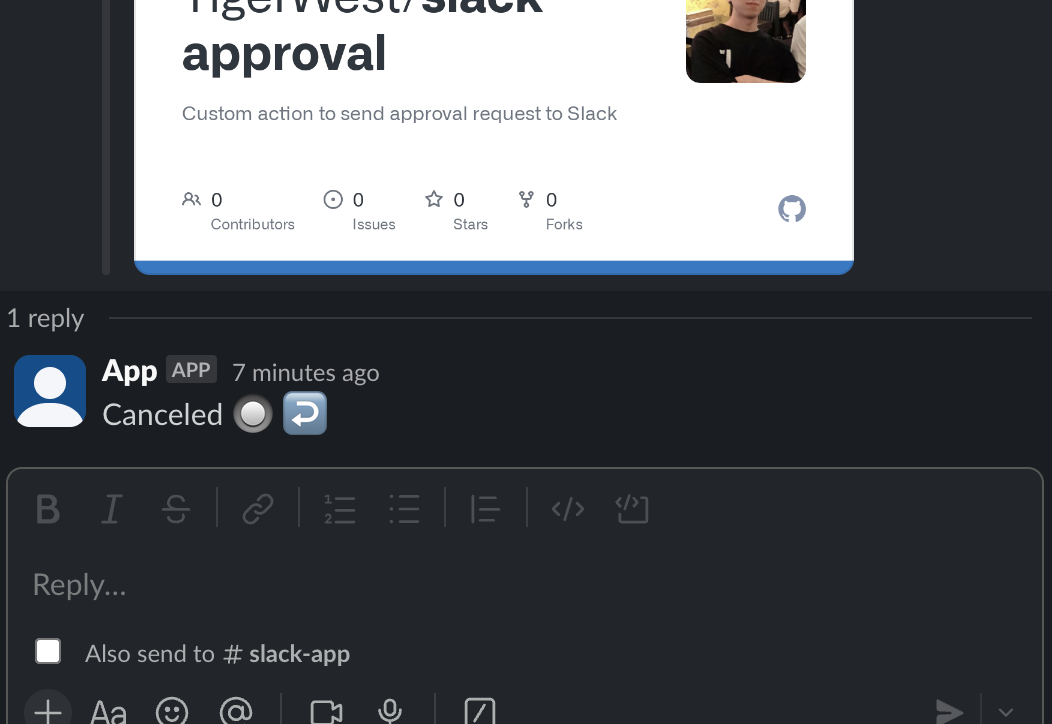 TigerWest/slack
approval
Custom action to send approval request to Slack
0 0 0 0
Contributors Issues Stars Forks
1 reply
App APP 7 minutes ago
Canceled
Reply...
Also send to # slack-app
Aa